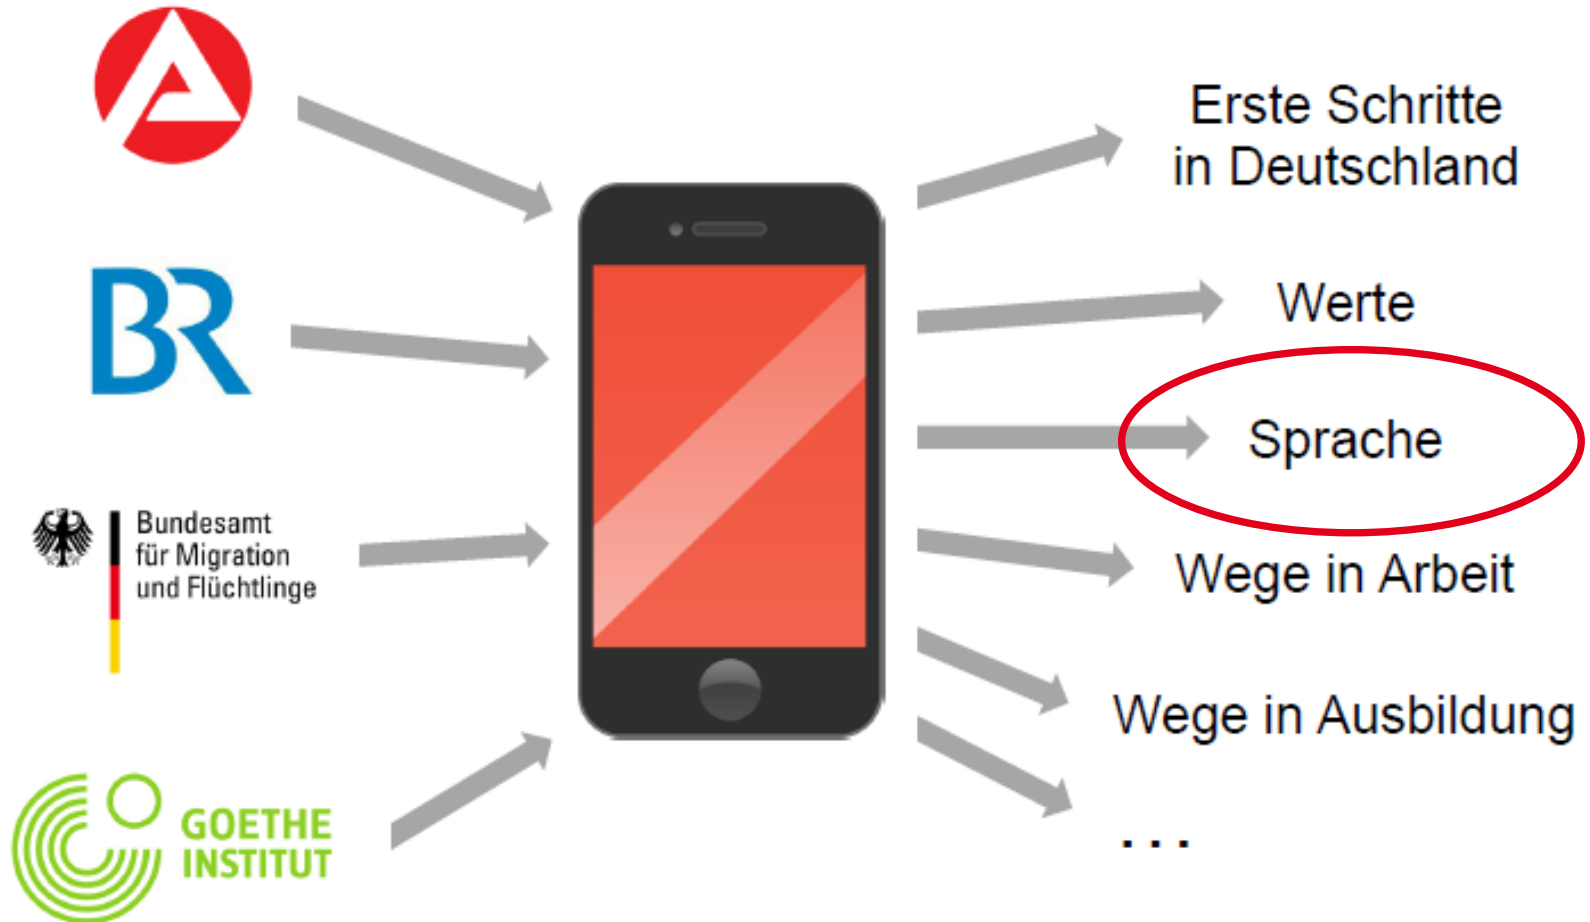 BR
Bundesamt
für Migration
und Flüchtlinge
GOETHE
INSTITUT
Erste Schritte
in Deutschland
Werte
Sprache
Wege in Arbeit
Wege in Ausbildung
...